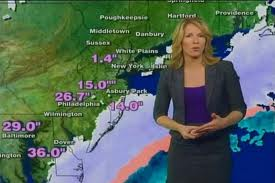 Poughkeepsie
Springfield
Hartford
Providence
Middletown
Danbury
Sussex
White Plains
1.4"
New York
15.0"
26.7"
Asbury Park
Philadelphia
14.0"
Wilmington
29.0"
Baltimore
Dover
36.0"